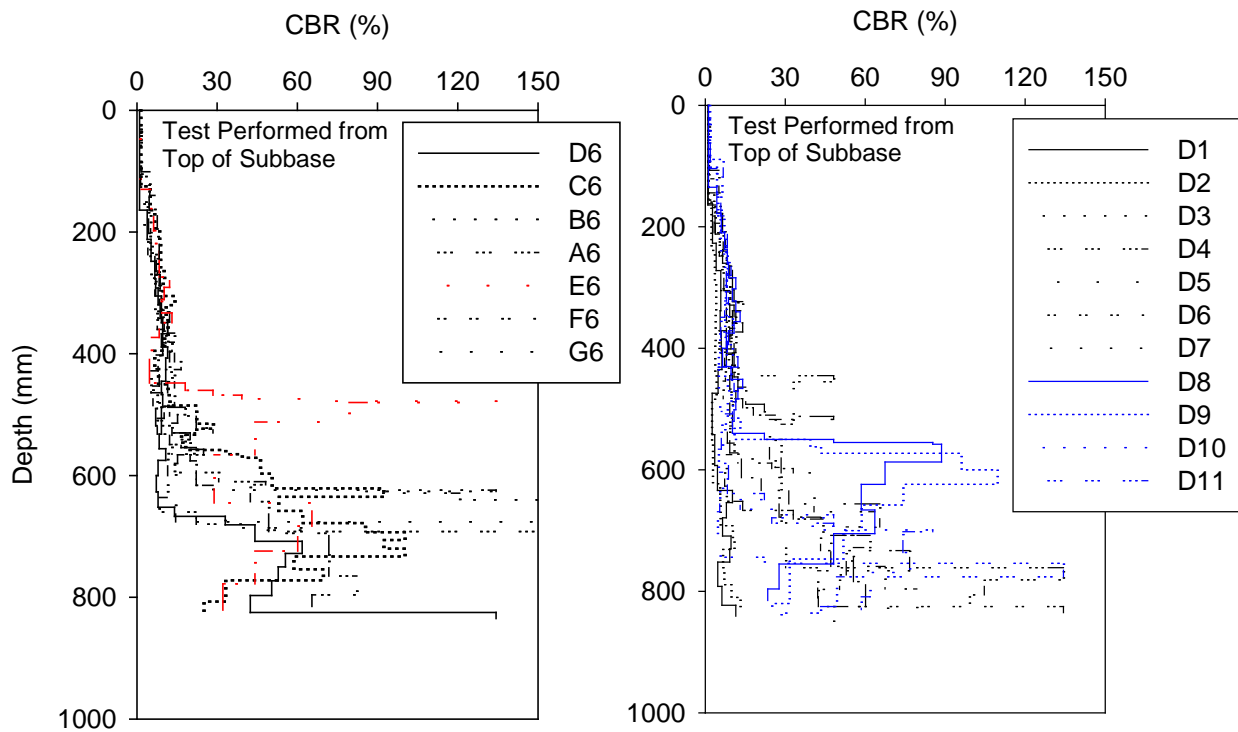 CBR (%)
0 30 60 90 120 150
0
200
400
600
800
1000
Depth (mm)
Test Performed from
Top of Subbase
D6
C6
B6
A6
E6
F6
G6
CBR (%)
0 30 60 90 120 150
0
200
400
600
800
1000
Test Performed from
Top of Subbase
D1
D2
D3
D4
D5
D6
D7
D8
D9
D10
D11